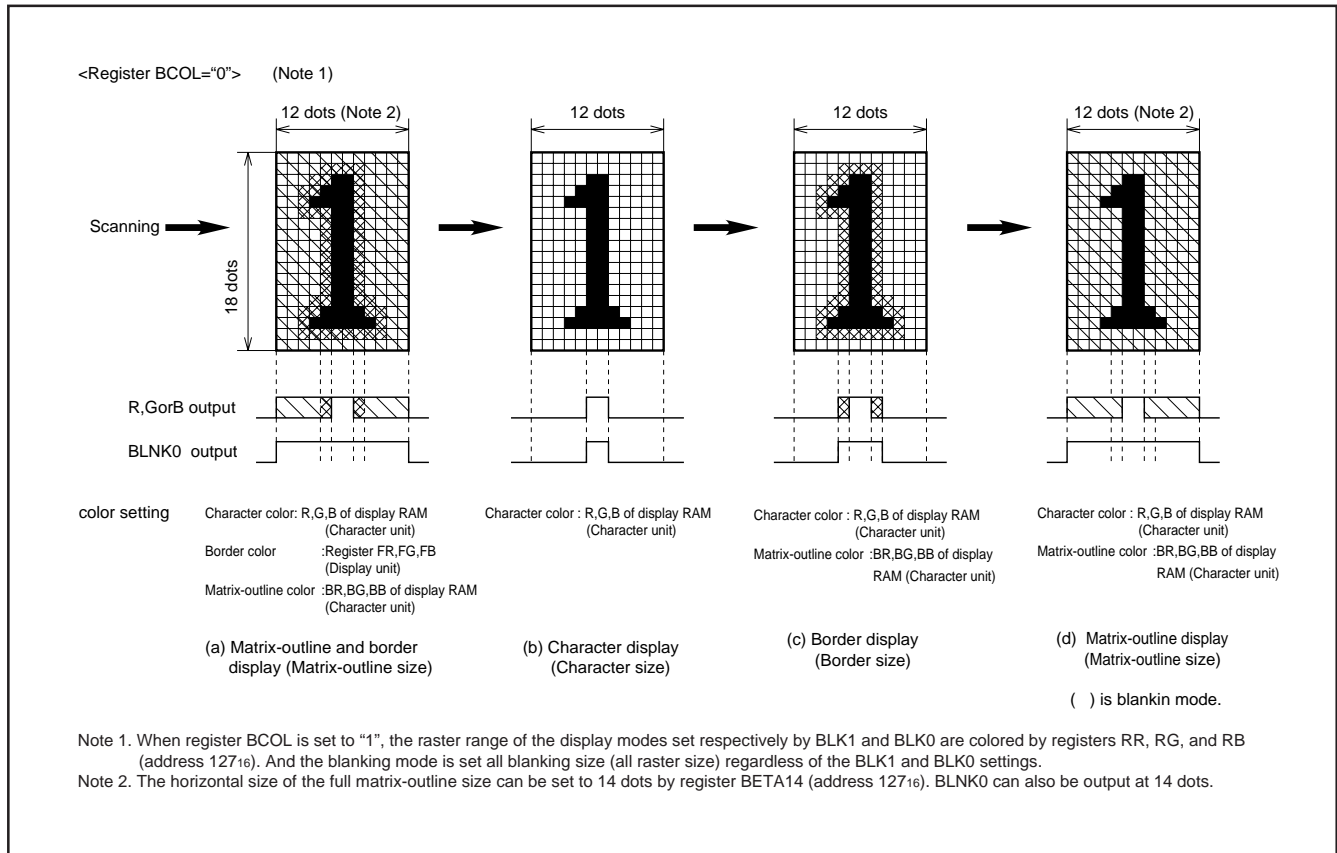 <Register BCOL=“0”> (Note 1)
12 dots (Note 2) 12 dots 12 dots 12 dots (Note 2)
Scanning
18 dots
R,GorB output
BLNK0 output
color setting
Character color: R,G,B of display RAM
(Character unit)
Border color :Register FR,FG,FB
(Display unit)
Matrix-outline color :BR,BG,BB of display RAM
(Character unit)
(a) Matrix-outline and border
display (Matrix-outline size)
Character color : R,G,B of display RAM
(Character unit)
(b) Character display
(Character size)
Character color : R,G,B of display RAM
(Character unit)
Matrix-outline color :BR,BG,BB of display
RAM (Character unit)
(c) Border display
(Border size)
Character color : R,G,B of display RAM
(Character unit)
Matrix-outline color :BR,BG,BB of display
RAM (Character unit)
(d) Matrix-outline display
(Matrix-outline size)
( ) is blankin mode.
Note 1. When register BCOL is set to “1”, the raster range of the display modes set respectively by BLK1 and BLK0 are colored by registers RR, RG, and RB
(address 12716). And the blanking mode is set all blanking size (all raster size) regardless of the BLK1 and BLK0 settings.
Note 2. The horizontal size of the full matrix-outline size can be set to 14 dots by register BETA14 (address 12716). BLNK0 can also be output at 14 dots.